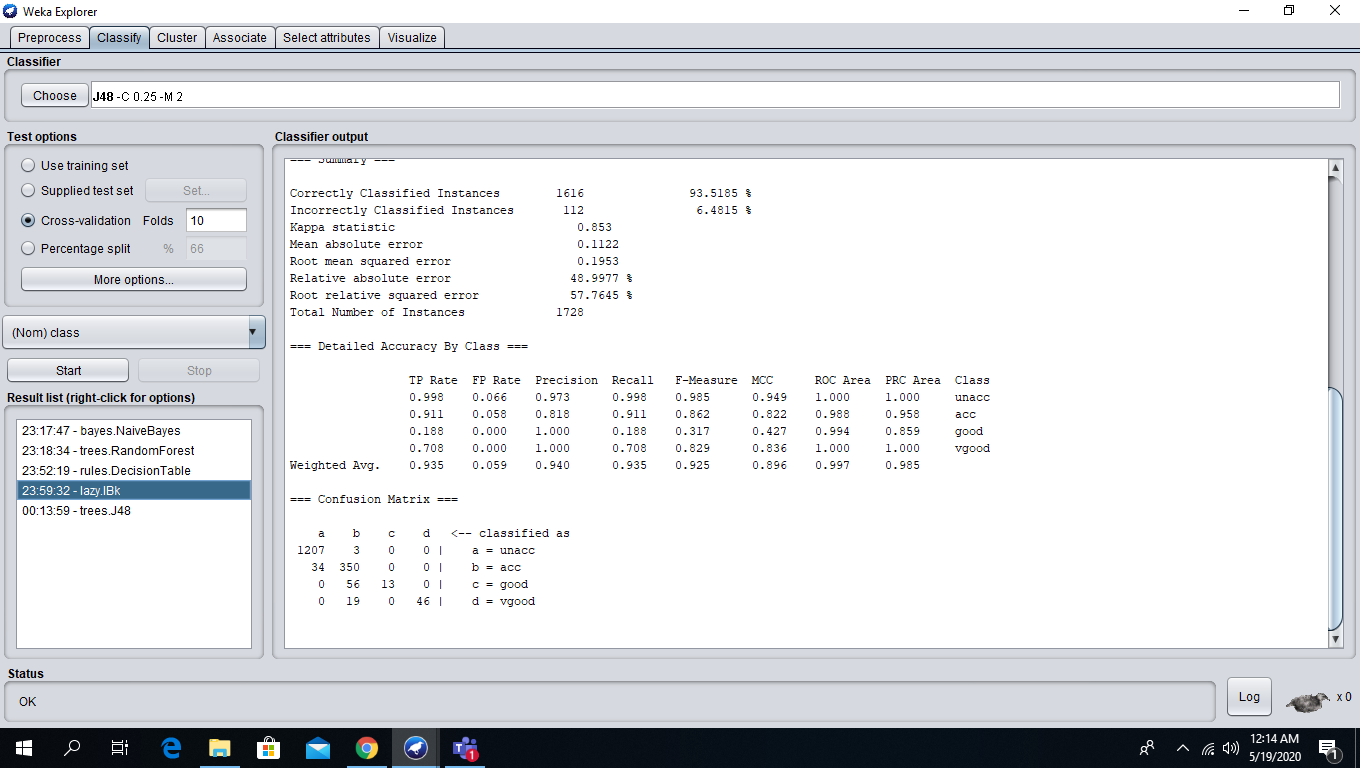 Weka Explorer
Preprocess Classify Cluster Associate Select attributes Visualize
Classifier
Choose J48 -C 0.25 -M 2
Test options
Use training set
Supplied test set Set...
Cross-validation Folds 10
Percentage split % 66
More options...
(Nom) class
Start Stop
Result list (right-click for options)
23:17:47 - bayes.NaiveBayes
23:18:34 - trees.RandomForest
23:52:19 - rules.DecisionTable
23:59:32 - lazy.IBk
00:13:59 - trees.J48
Classifier output
=== Summary ===
Correctly Classified Instances 1616 93.5185 %
Incorrectly Classified Instances 112 6.4815 %
Kappa statistic 0.853
Mean absolute error 0.1122
Root mean squared error 0.1953
Relative absolute error 48.9977 %
Root relative squared error 57.7645 %
Total Number of Instances 1728
=== Detailed Accuracy By Class ===
TP Rate FP Rate Precision Recall F-Measure MCC ROC Area PRC Area Class
0.998 0.066 0.973 0.998 0.985 0.949 1.000 1.000 unacc
0.911 0.058 0.818 0.911 0.862 0.822 0.988 0.958 acc
0.188 0.000 1.000 0.188 0.317 0.427 0.994 0.859 good
0.708 0.000 1.000 0.708 0.829 0.836 1.000 1.000 vgood
Weighted Avg. 0.935 0.059 0.940 0.935 0.925 0.896 0.997 0.985
=== Confusion Matrix ===
a b c d <-- classified as
1207 3 0 0 | a = unacc
34 350 0 0 | b = acc
0 56 13 0 | c = good
0 19 0 46 | d = vgood
Status
OK
Log x 0
12:14 AM
5/19/2020
1
1